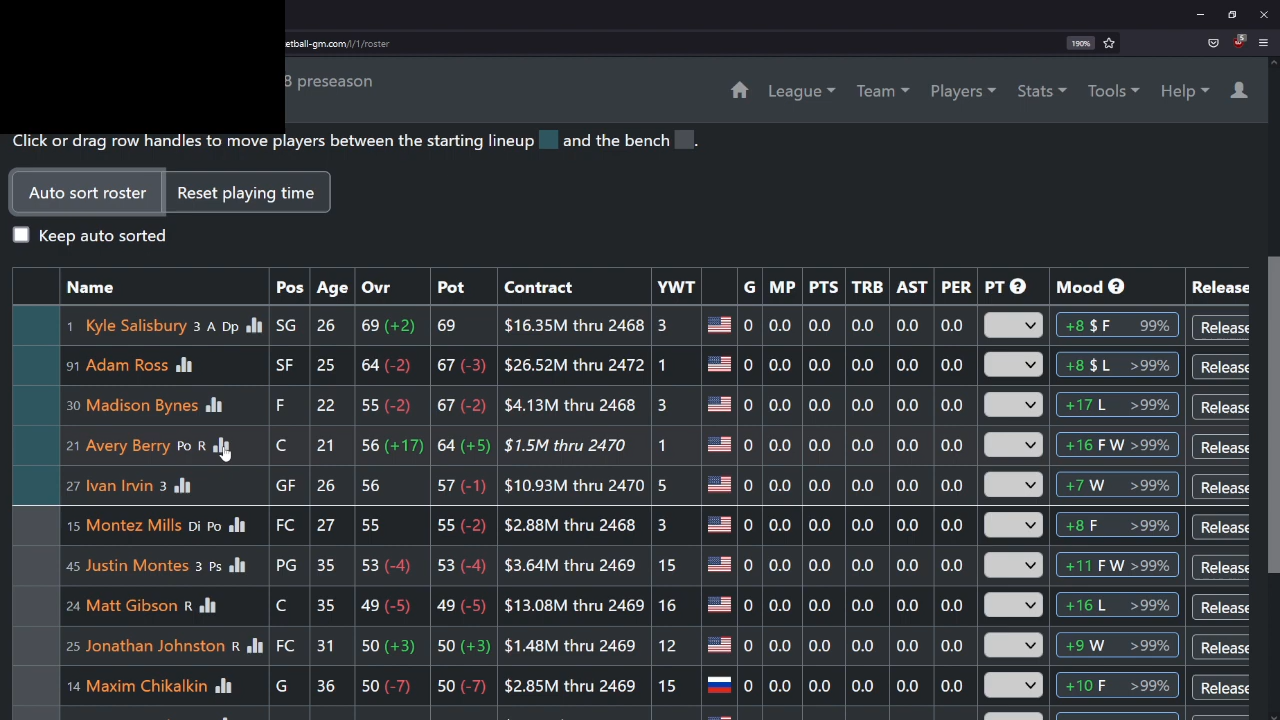 etball-gm.com/l/1/roster 190% 5
8 preseason
League Team Players Stats Tools Help
Click or drag row handles to move players between the starting lineup and the bench .
Auto sort roster Reset playing time
Keep auto sorted
Name Pos Age Ovr Pot Contract YWT G MP PTS TRB AST PER PT ? Mood ? Release
1 Kyle Salisbury 3 A Dp SG 26 69 (+2) 69 $16.35M thru 2468 3 0 0.0 0.0 0.0 0.0 0.0 +8 $ F 99% Release
91 Adam Ross SF 25 64 (-2) 67 (-3) $26.52M thru 2472 1 0 0.0 0.0 0.0 0.0 0.0 +8 $ L >99% Release
30 Madison Bynes F 22 55 (-2) 67 (-2) $4.13M thru 2468 3 0 0.0 0.0 0.0 0.0 0.0 +17 L >99% Release
21 Avery Berry Po R C 21 56 (+17) 64 (+5) $1.5M thru 2470 1 0 0.0 0.0 0.0 0.0 0.0 +16 F W >99% Release
27 Ivan Irvin 3 GF 26 56 57 (-1) $10.93M thru 2470 5 0 0.0 0.0 0.0 0.0 0.0 +7 W >99% Release
15 Montez Mills Di Po FC 27 55 55 (-2) $2.88M thru 2468 3 0 0.0 0.0 0.0 0.0 0.0 +8 F >99% Release
45 Justin Montes 3 Ps PG 35 53 (-4) 53 (-4) $3.64M thru 2469 15 0 0.0 0.0 0.0 0.0 0.0 +11 F W >99% Release
24 Matt Gibson R C 35 49 (-5) 49 (-5) $13.08M thru 2469 16 0 0.0 0.0 0.0 0.0 0.0 +16 L >99% Release
25 Jonathan Johnston R FC 31 50 (+3) 50 (+3) $1.48M thru 2469 12 0 0.0 0.0 0.0 0.0 0.0 +9 W >99% Release
14 Maxim Chikalkin G 36 50 (-7) 50 (-7) $2.85M thru 2469 15 0 0.0 0.0 0.0 0.0 0.0 +10 F >99% Release